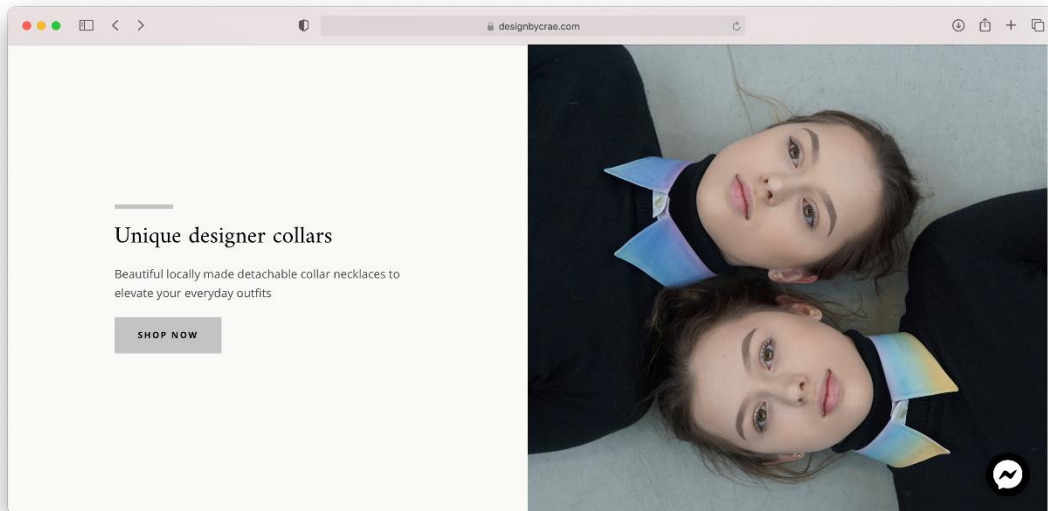 designbycrae.com
Unique designer collars
Beautiful locally made detachable collar necklaces to
elevate your everyday outfits
SHOP NOW